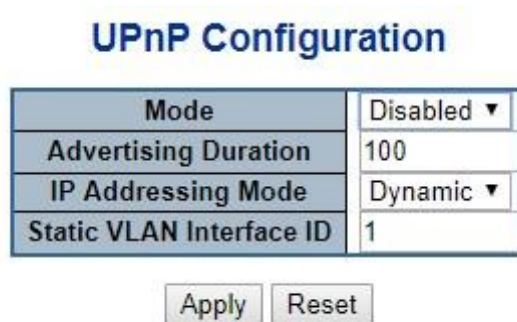 UPnP Configuration
Mode Disabled
Advertising Duration 100
IP Addressing Mode Dynamic
Static VLAN Interface ID 1
Apply Reset